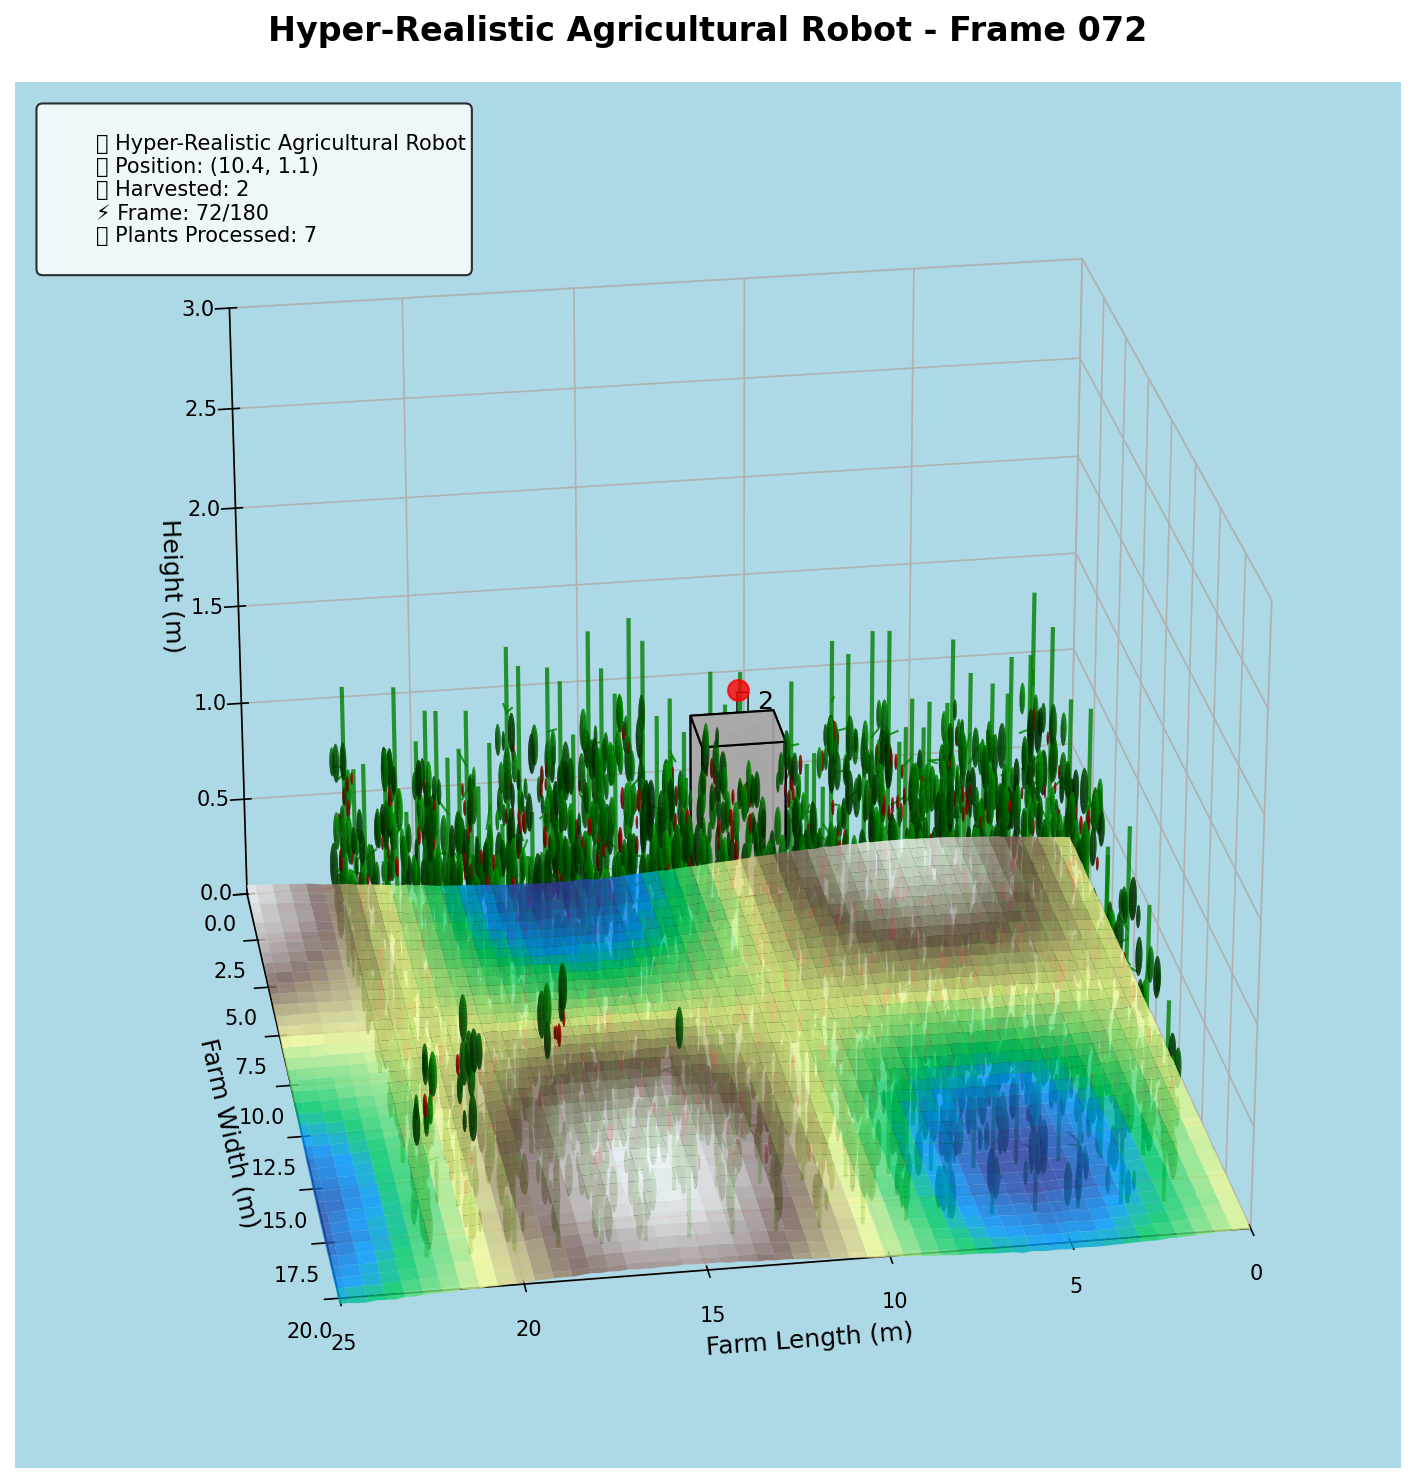 Hyper-Realistic Agricultural Robot - Frame 072
Hyper-Realistic Agricultural Robot
Position: (10.4, 1.1)
Harvested: 2
⚡ Frame: 72/180
Plants Processed: 7
3.0
2.5
2.0
1.5
1.0
0.5
0.0
Height (m)
2
0.0
2.5
5.0
7.5
10.0
12.5
15.0
17.5
20.0
Farm Width (m)
25
20
15
10
5
0
Farm Length (m)